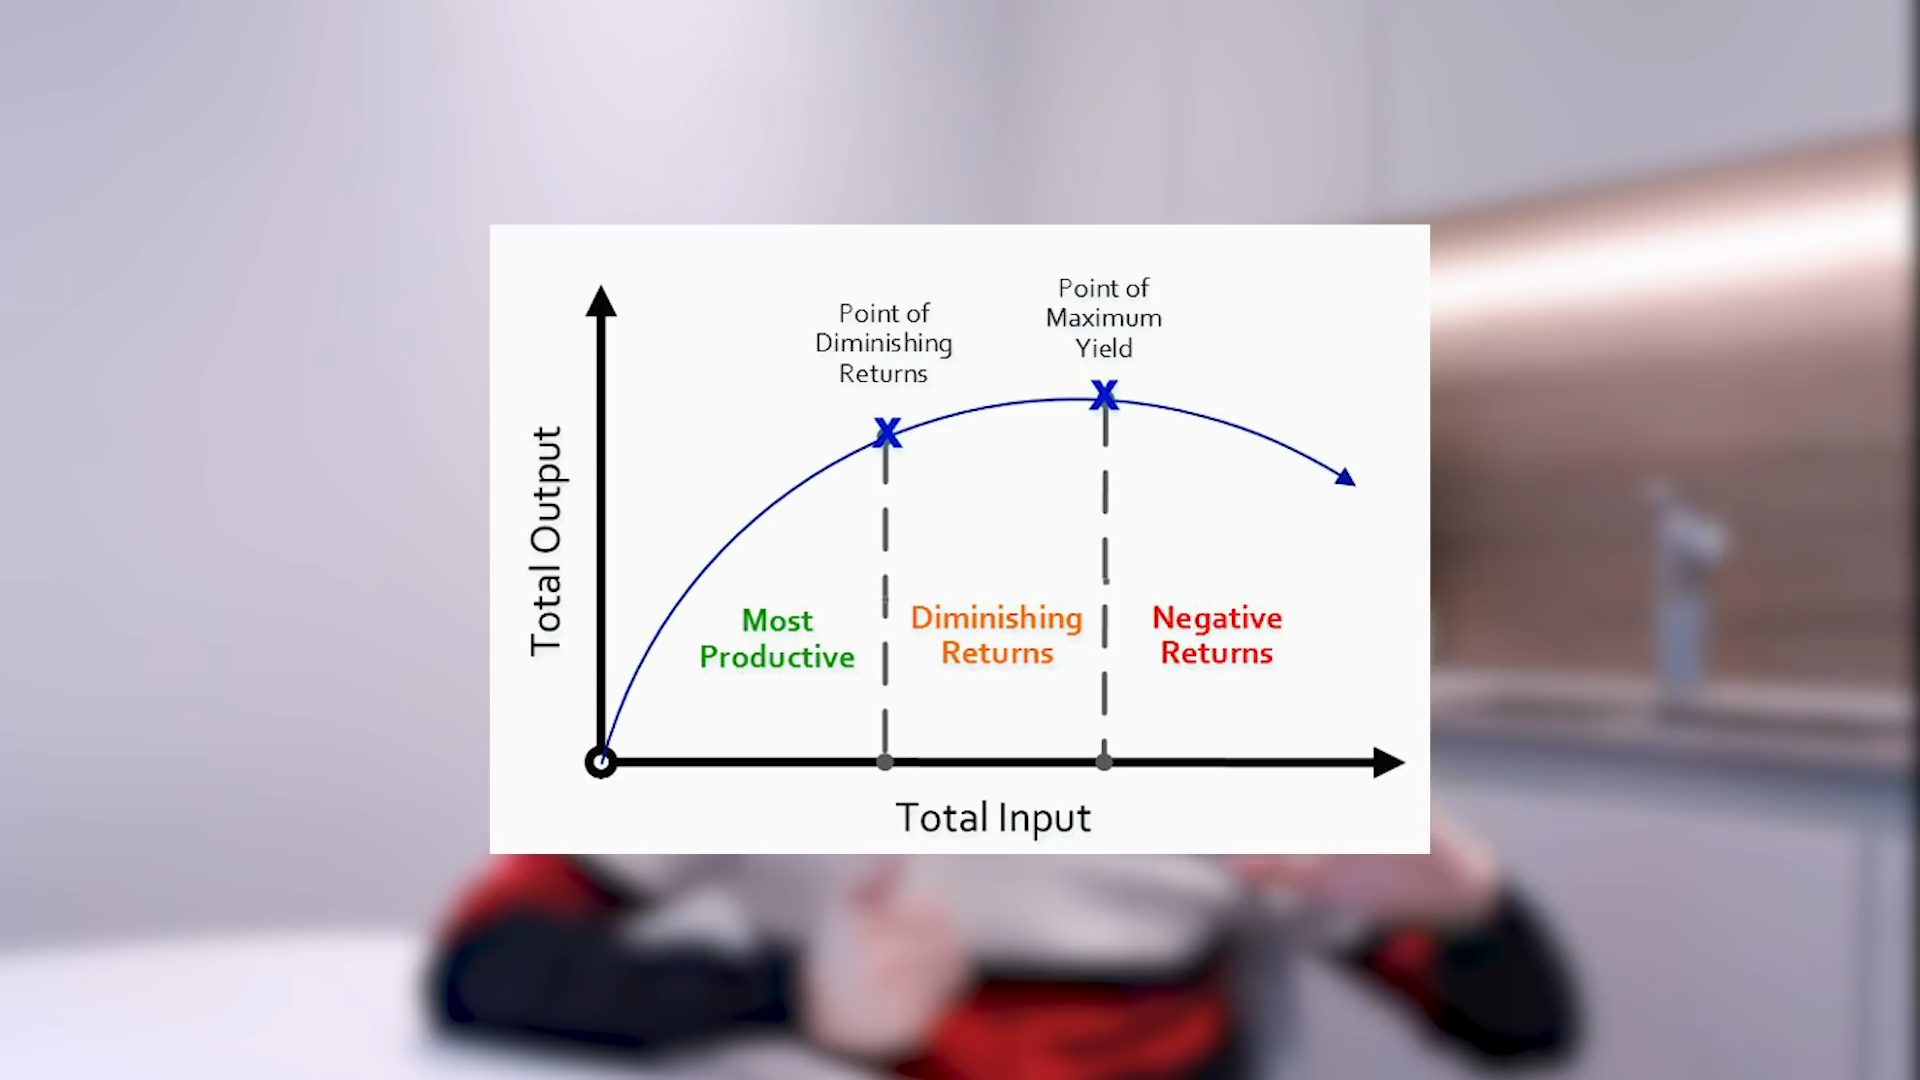 Point of
Diminishing
Returns
Point of
Maximum
Yield
Total Output
Most
Productive
Diminishing
Returns
Negative
Returns
Total Input